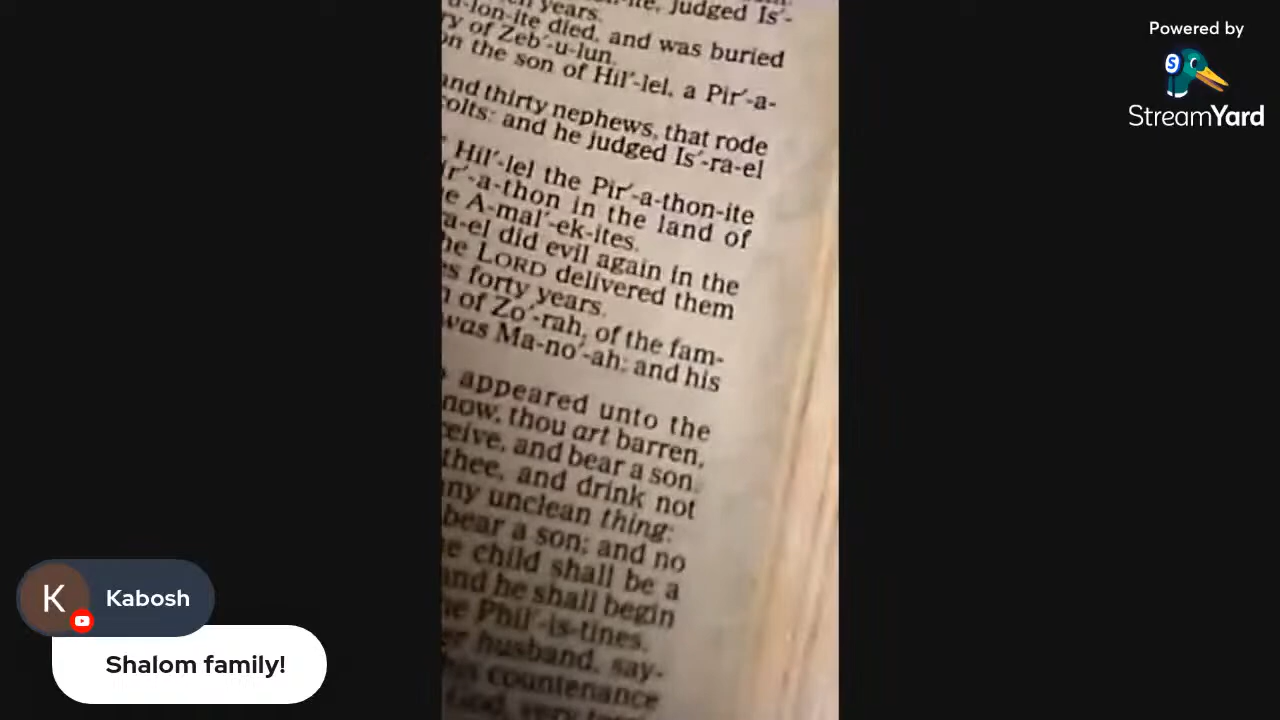 judged Is'-
years.
died, and was buried
of Zeb'-u-lun.
the son of Hil'-lel, a Pir'-a-
and thirty nephews, that rode
colts: and he judged Is'-ra-el
Hil'-lel the Pir'-a-thon-ite
-a-thon in the land of
A-mal'-ek-ites.
-el did evil again in the
LORD delivered them
forty years.
of Zo'-rah, of the fam-
was Ma-no'-ah; and his
appeared unto the
now, thou art barren,
and bear a son.
thee, and drink not
unclean thing:
bear a son; and no
child shall be a
and he shall begin
Phil'-is-tines.
husband, say-
countenance
God, very
Powered by
StreamYard
K
Kabosh
Shalom family!